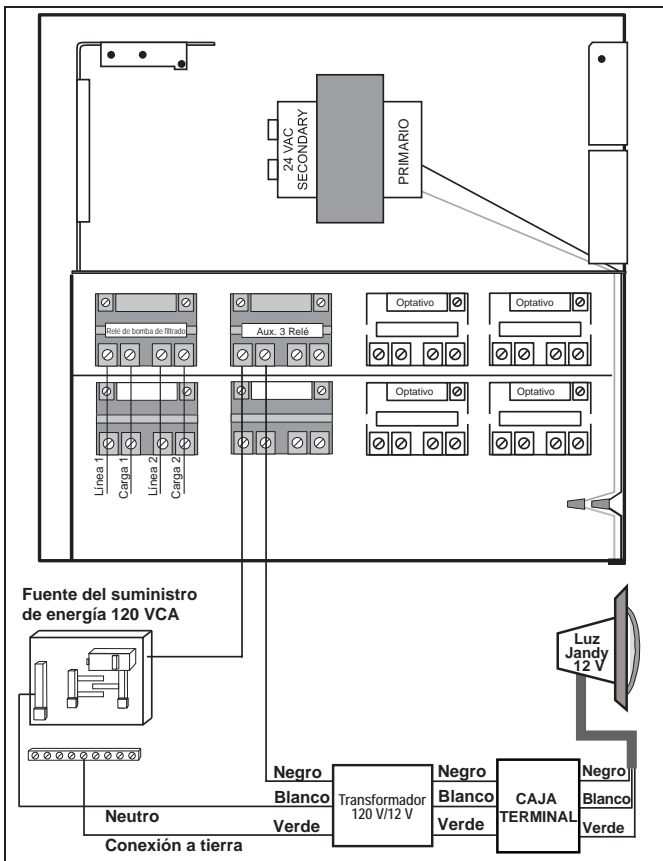 24 VAC
SECONDARY
PRIMARIO
Relé de bomba de filtrado
Aux. 3 Relé
Optativo
Optativo
Optativo
Optativo
Línea 1
Carga 1
Línea 2
Carga 2
Fuente del suministro
de energía 120 VCA
Luz
Jandy
12 V
Negro
Blanco
Verde
Neutro
Conexión a tierra
Transformador
120 V/12 V
Negro
Blanco
Verde
CAJA
TERMINAL
Negro
Blanco
Verde